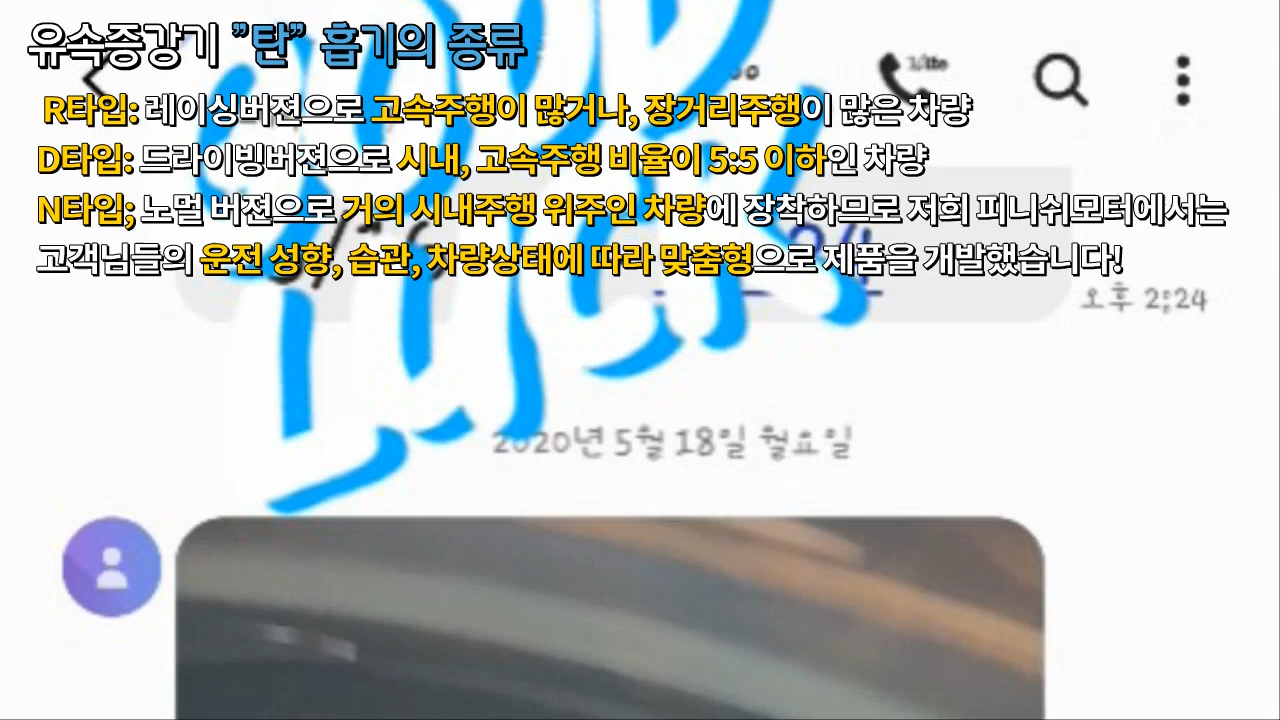 유속증강기 "탄" 흡기의 종류
R타입: 레이싱버젼으로 고속주행이 많거나, 장거리주행이 많은 차량
D타입: 드라이빙버젼으로 시내, 고속주행 비율이 5:5 이하인 차량
N타입; 노멀 버젼으로 거의 시내주행 위주인 차량에 장착하므로 저희 피니쉬모터에서는
고객님들의 운전 성향, 습관, 차량상태에 따라 맞춤형으로 제품을 개발했습니다!
오후 2:24
2020년 5월 18일 월요일